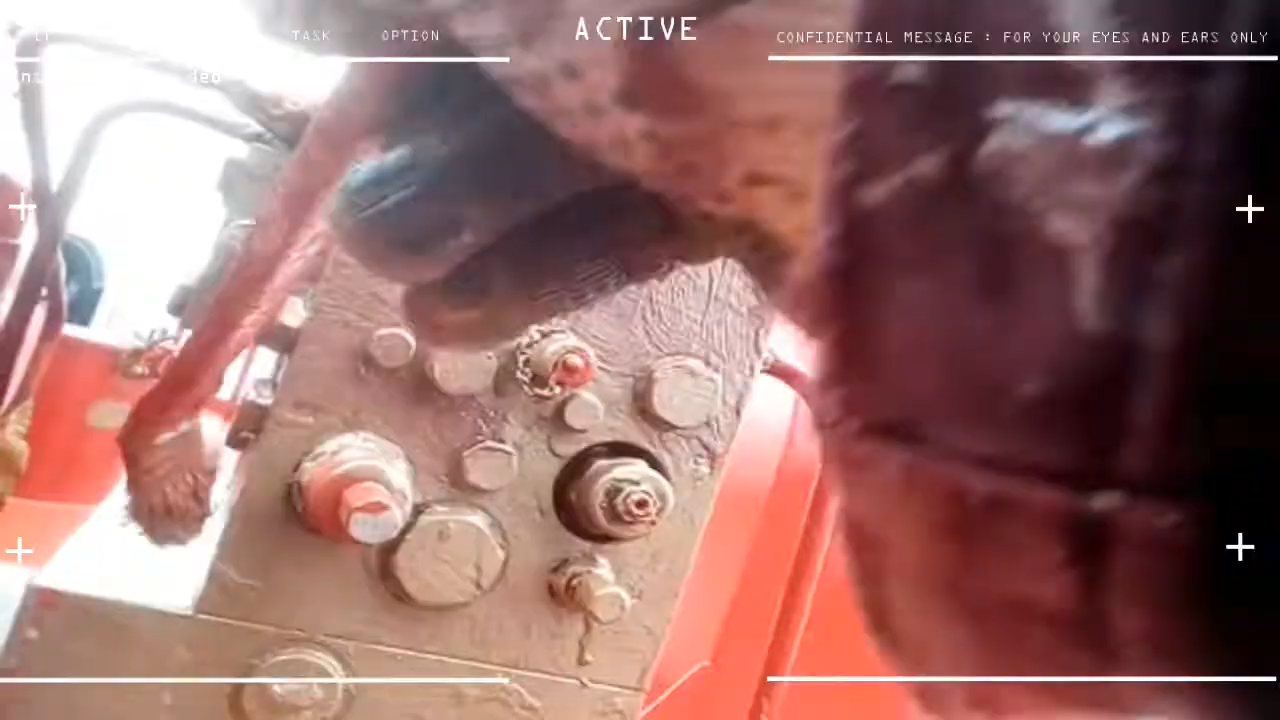 ACTIVE
TASK OPTION
CONFIDENTIAL MESSAGE : FOR YOUR EYES AND EARS ONLY